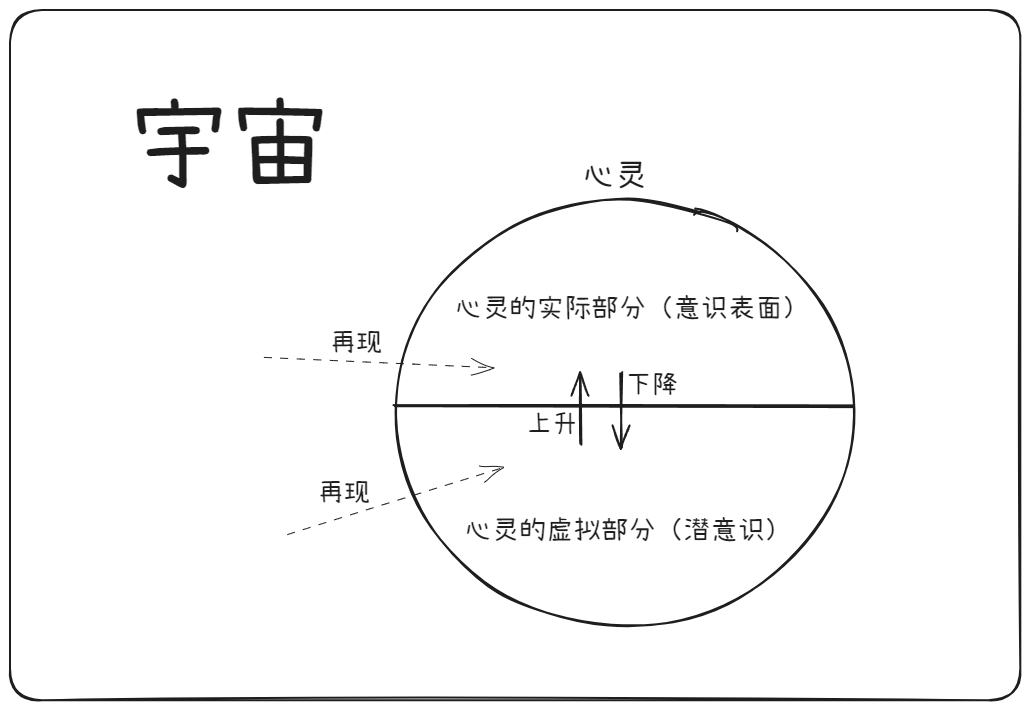 宇宙
心灵
心灵的实际部分（意识表面）
再现
下降
上升
再现
心灵的虚拟部分（潜意识）